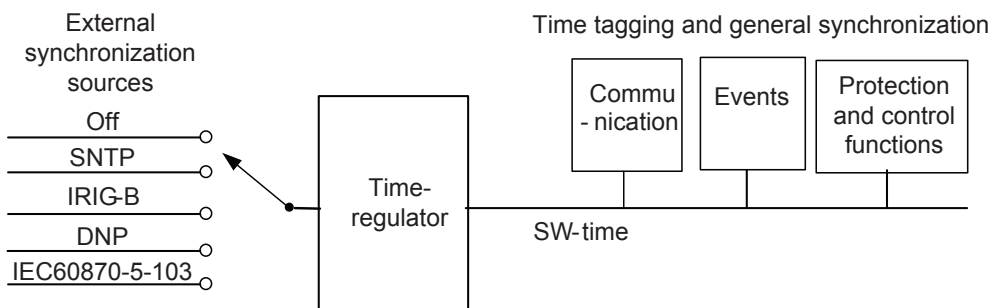 External
synchronization
sources
Off
SNTP
IRIG-B
DNP
IEC60870-5-103
Time-
regulator
Time tagging and general synchronization
Commu
- nication
Events
Protection
and control
functions
SW-time